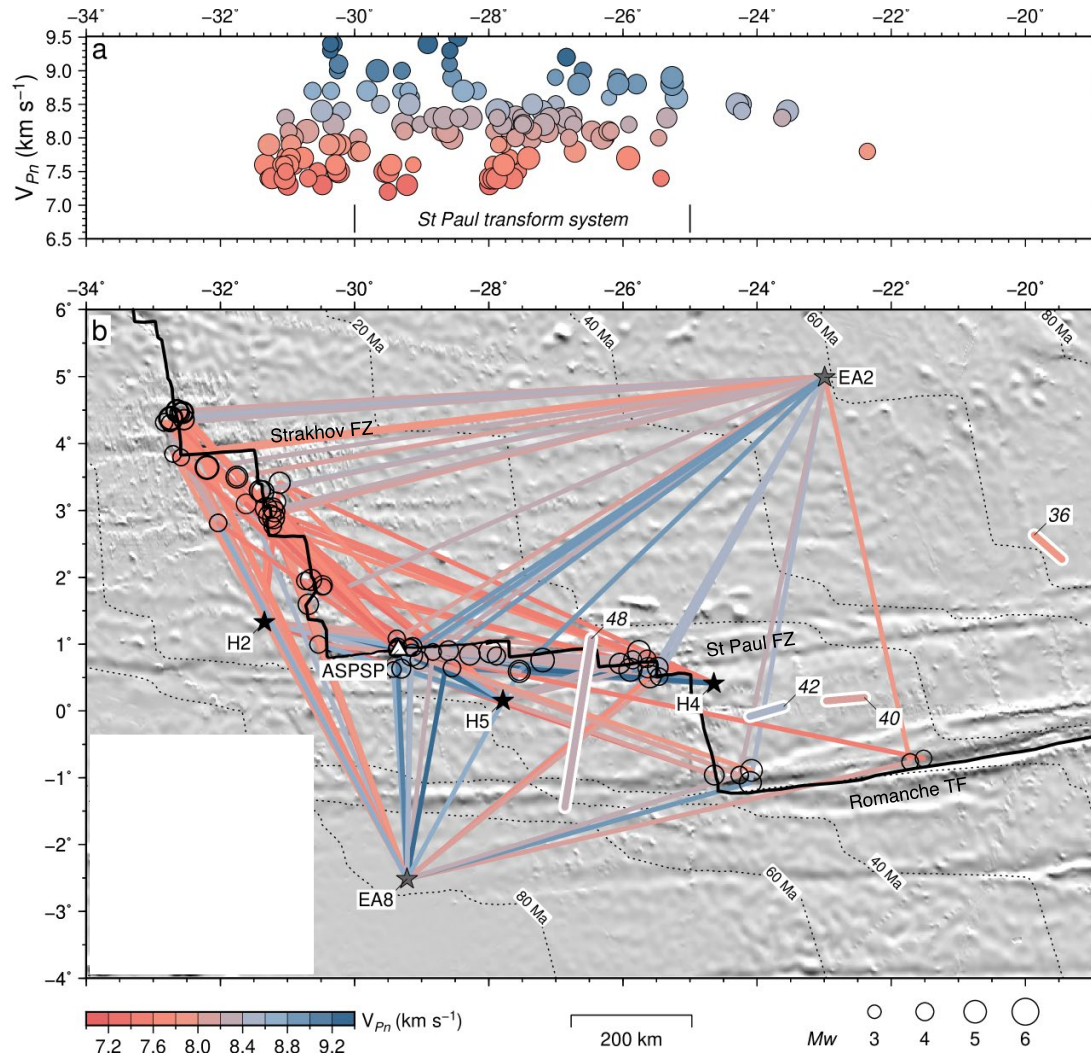 −34˚ −32˚ −30˚ −28˚ −26˚ −24˚ −22˚ −20˚
a
9.5
9.0
8.5
8.0
7.5
7.0
6.5
V_Pn (km s⁻¹)
St Paul transform system
−34˚ −32˚ −30˚ −28˚ −26˚ −24˚ −22˚ −20˚
b
6˚
5˚
4˚
3˚
2˚
1˚
0˚
−1˚
−2˚
−3˚
−4˚
20 Ma
40 Ma
60 Ma
80 Ma
EA2
Strakhov FZ
36
48
H2
St Paul FZ
ASPSP
H5
H4
42
40
Romanche TF
EA8
80 Ma
60 Ma
40 Ma
7.2 7.6 8.0 8.4 8.8 9.2
V_Pn (km s⁻¹)
200 km
Mw 3 4 5 6